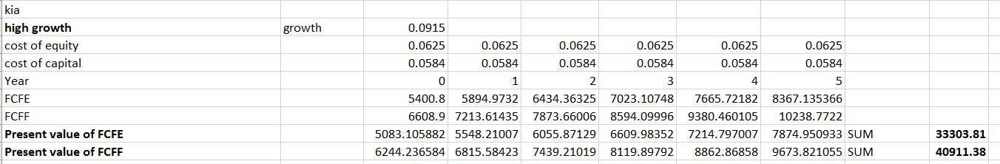 kia
high growth growth 0.0915
cost of equity 0.0625 0.0625 0.0625 0.0625 0.0625 0.0625
cost of capital 0.0584 0.0584 0.0584 0.0584 0.0584 0.0584
Year 0 1 2 3 4 5
FCFE 5400.8 5894.9732 6434.36325 7023.10748 7665.72182 8367.135366
FCFF 6608.9 7213.61435 7873.66006 8594.09996 9380.460105 10238.7722
Present value of FCFE 5083.105882 5548.21007 6055.87129 6609.98352 7214.797007 7874.950933 SUM 33303.81
Present value of FCFF 6244.236584 6815.58423 7439.21019 8119.89792 8862.86858 9673.821055 SUM 40911.38